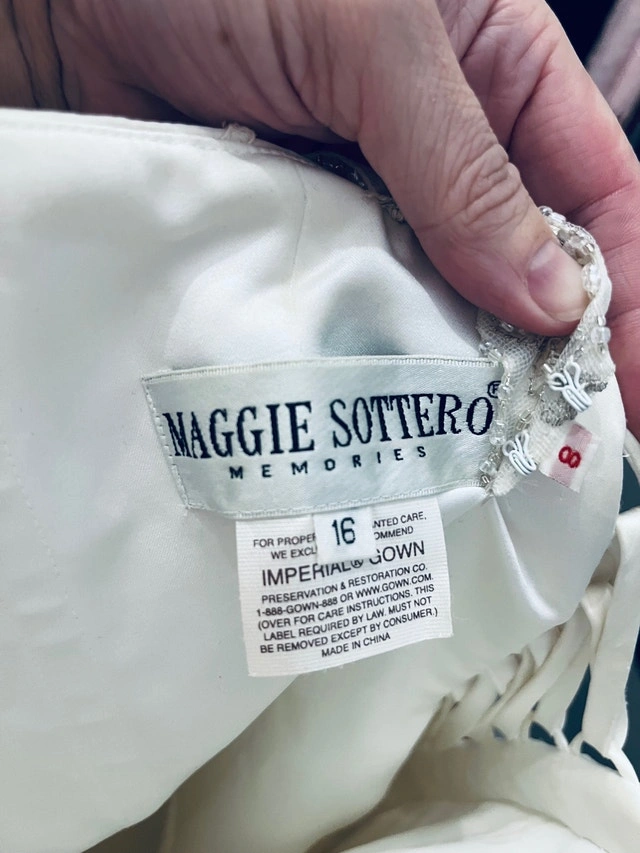 MAGGIE SOTTERO®
MEMORIES
8
16
FOR PROPER NTED CARE,
WE EXCL OMMEND
IMPERIAL® GOWN
PRESERVATION & RESTORATION CO.
1-888-GOWN-888 OR WWW.GOWN.COM.
(OVER FOR CARE INSTRUCTIONS. THIS
LABEL REQUIRED BY LAW. MUST NOT
BE REMOVED EXCEPT BY CONSUMER.)
MADE IN CHINA